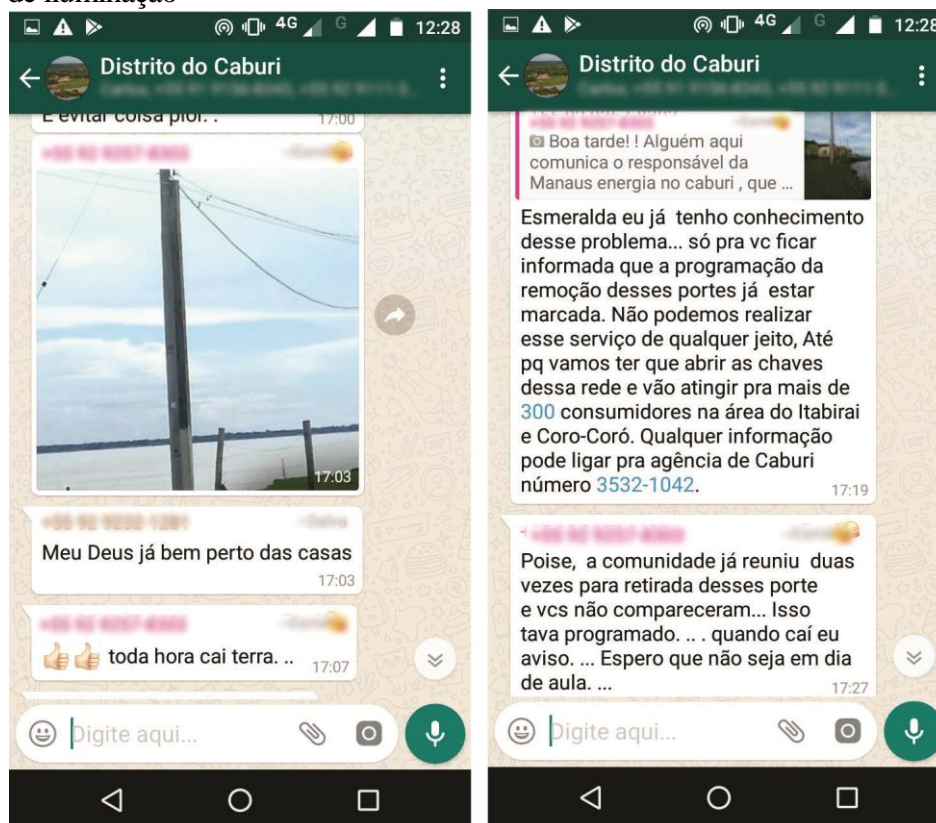 de iluminação
4G
G
12:28
Distrito do Caburi
E evitar coisa pior. .
17:00
17:03
Meu Deus já bem perto das casas
17:03
👍👍 toda hora cai terra. ..
17:07
Digite aqui...
4G
G
12:28
Distrito do Caburi
Boa tarde! ! Alguém aqui
comunica o responsável da
Manaus energia no caburi , que ...
Esmeralda eu já tenho conhecimento
desse problema... só pra vc ficar
informada que a programação da
remoção desses portes já estar
marcada. Não podemos realizar
esse serviço de qualquer jeito, Até
pq vamos ter que abrir as chaves
dessa rede e vão atingir pra mais de
300 consumidores na área do Itabirai
e Coro-Coró. Qualquer informação
pode ligar pra agência de Caburi
número 3532-1042.
17:19
Poise, a comunidade já reuniu duas
vezes para retirada desses porte
e vcs não compareceram... Isso
tava programado. .. . quando caí eu
aviso. ... Espero que não seja em dia
de aula. ...
17:27
Digite aqui...